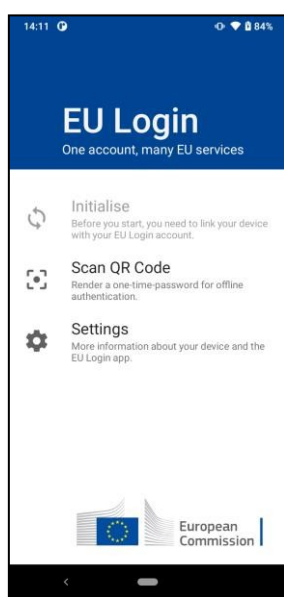 14:11 84%
EU Login
One account, many EU services
Initialise
Before you start, you need to link your device
with your EU Login account.
Scan QR Code
Render a one-time-password for offline
authentication.
Settings
More information about your device and the
EU Login app.
European
Commission